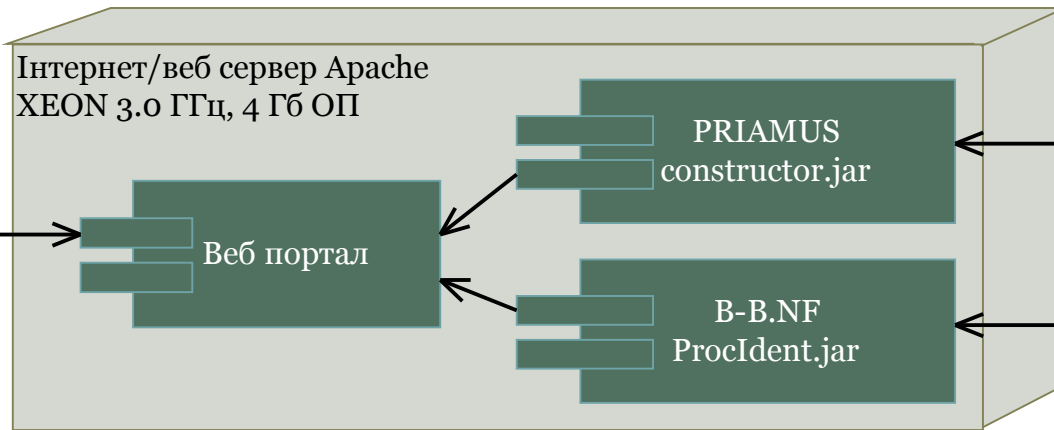 Інтернет/веб сервер Apache
XEON 3.0 ГГц, 4 Гб ОП
PRIAMUS
constructor.jar
Веб портал
B-B.NF
ProcIdent.jar